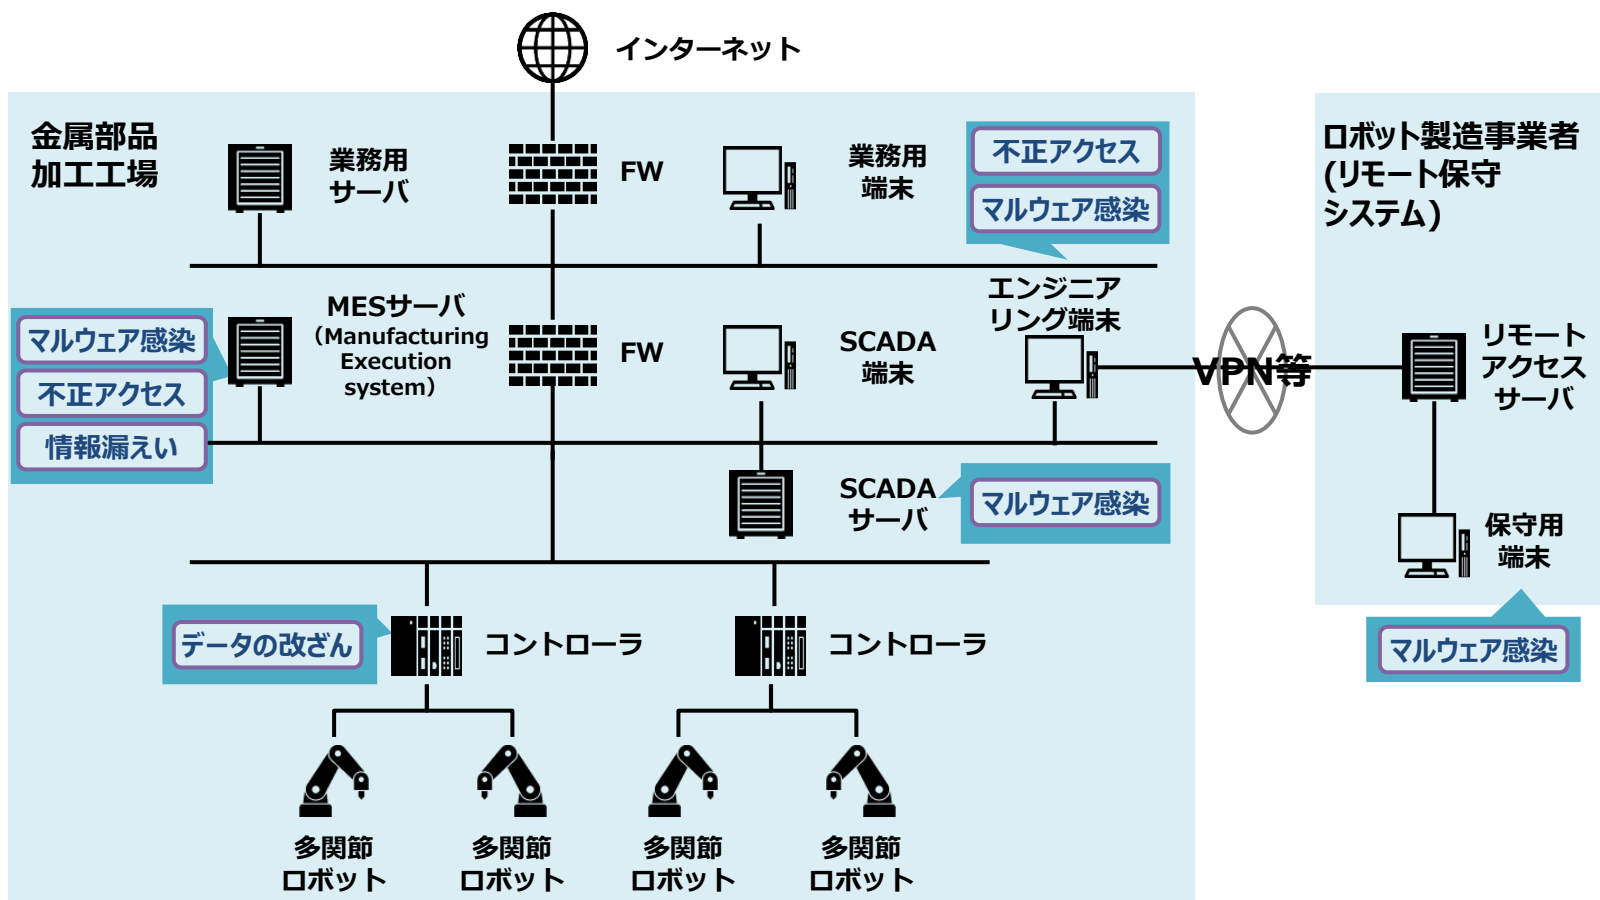 インターネット
金属部品
加工工場
業務用
サーバ
FW
業務用
端末
不正アクセス
マルウェア感染
ロボット製造事業者
(リモート保守
システム)
MESサーバ
（Manufacturing
Execution
system）
マルウェア感染
不正アクセス
情報漏えい
FW
SCADA
端末
エンジニア
リング端末
VPN等
リモート
アクセス
サーバ
SCADA
サーバ
マルウェア感染
保守用
端末
マルウェア感染
データの改ざん
コントローラ
コントローラ
多関節
ロボット
多関節
ロボット
多関節
ロボット
多関節
ロボット